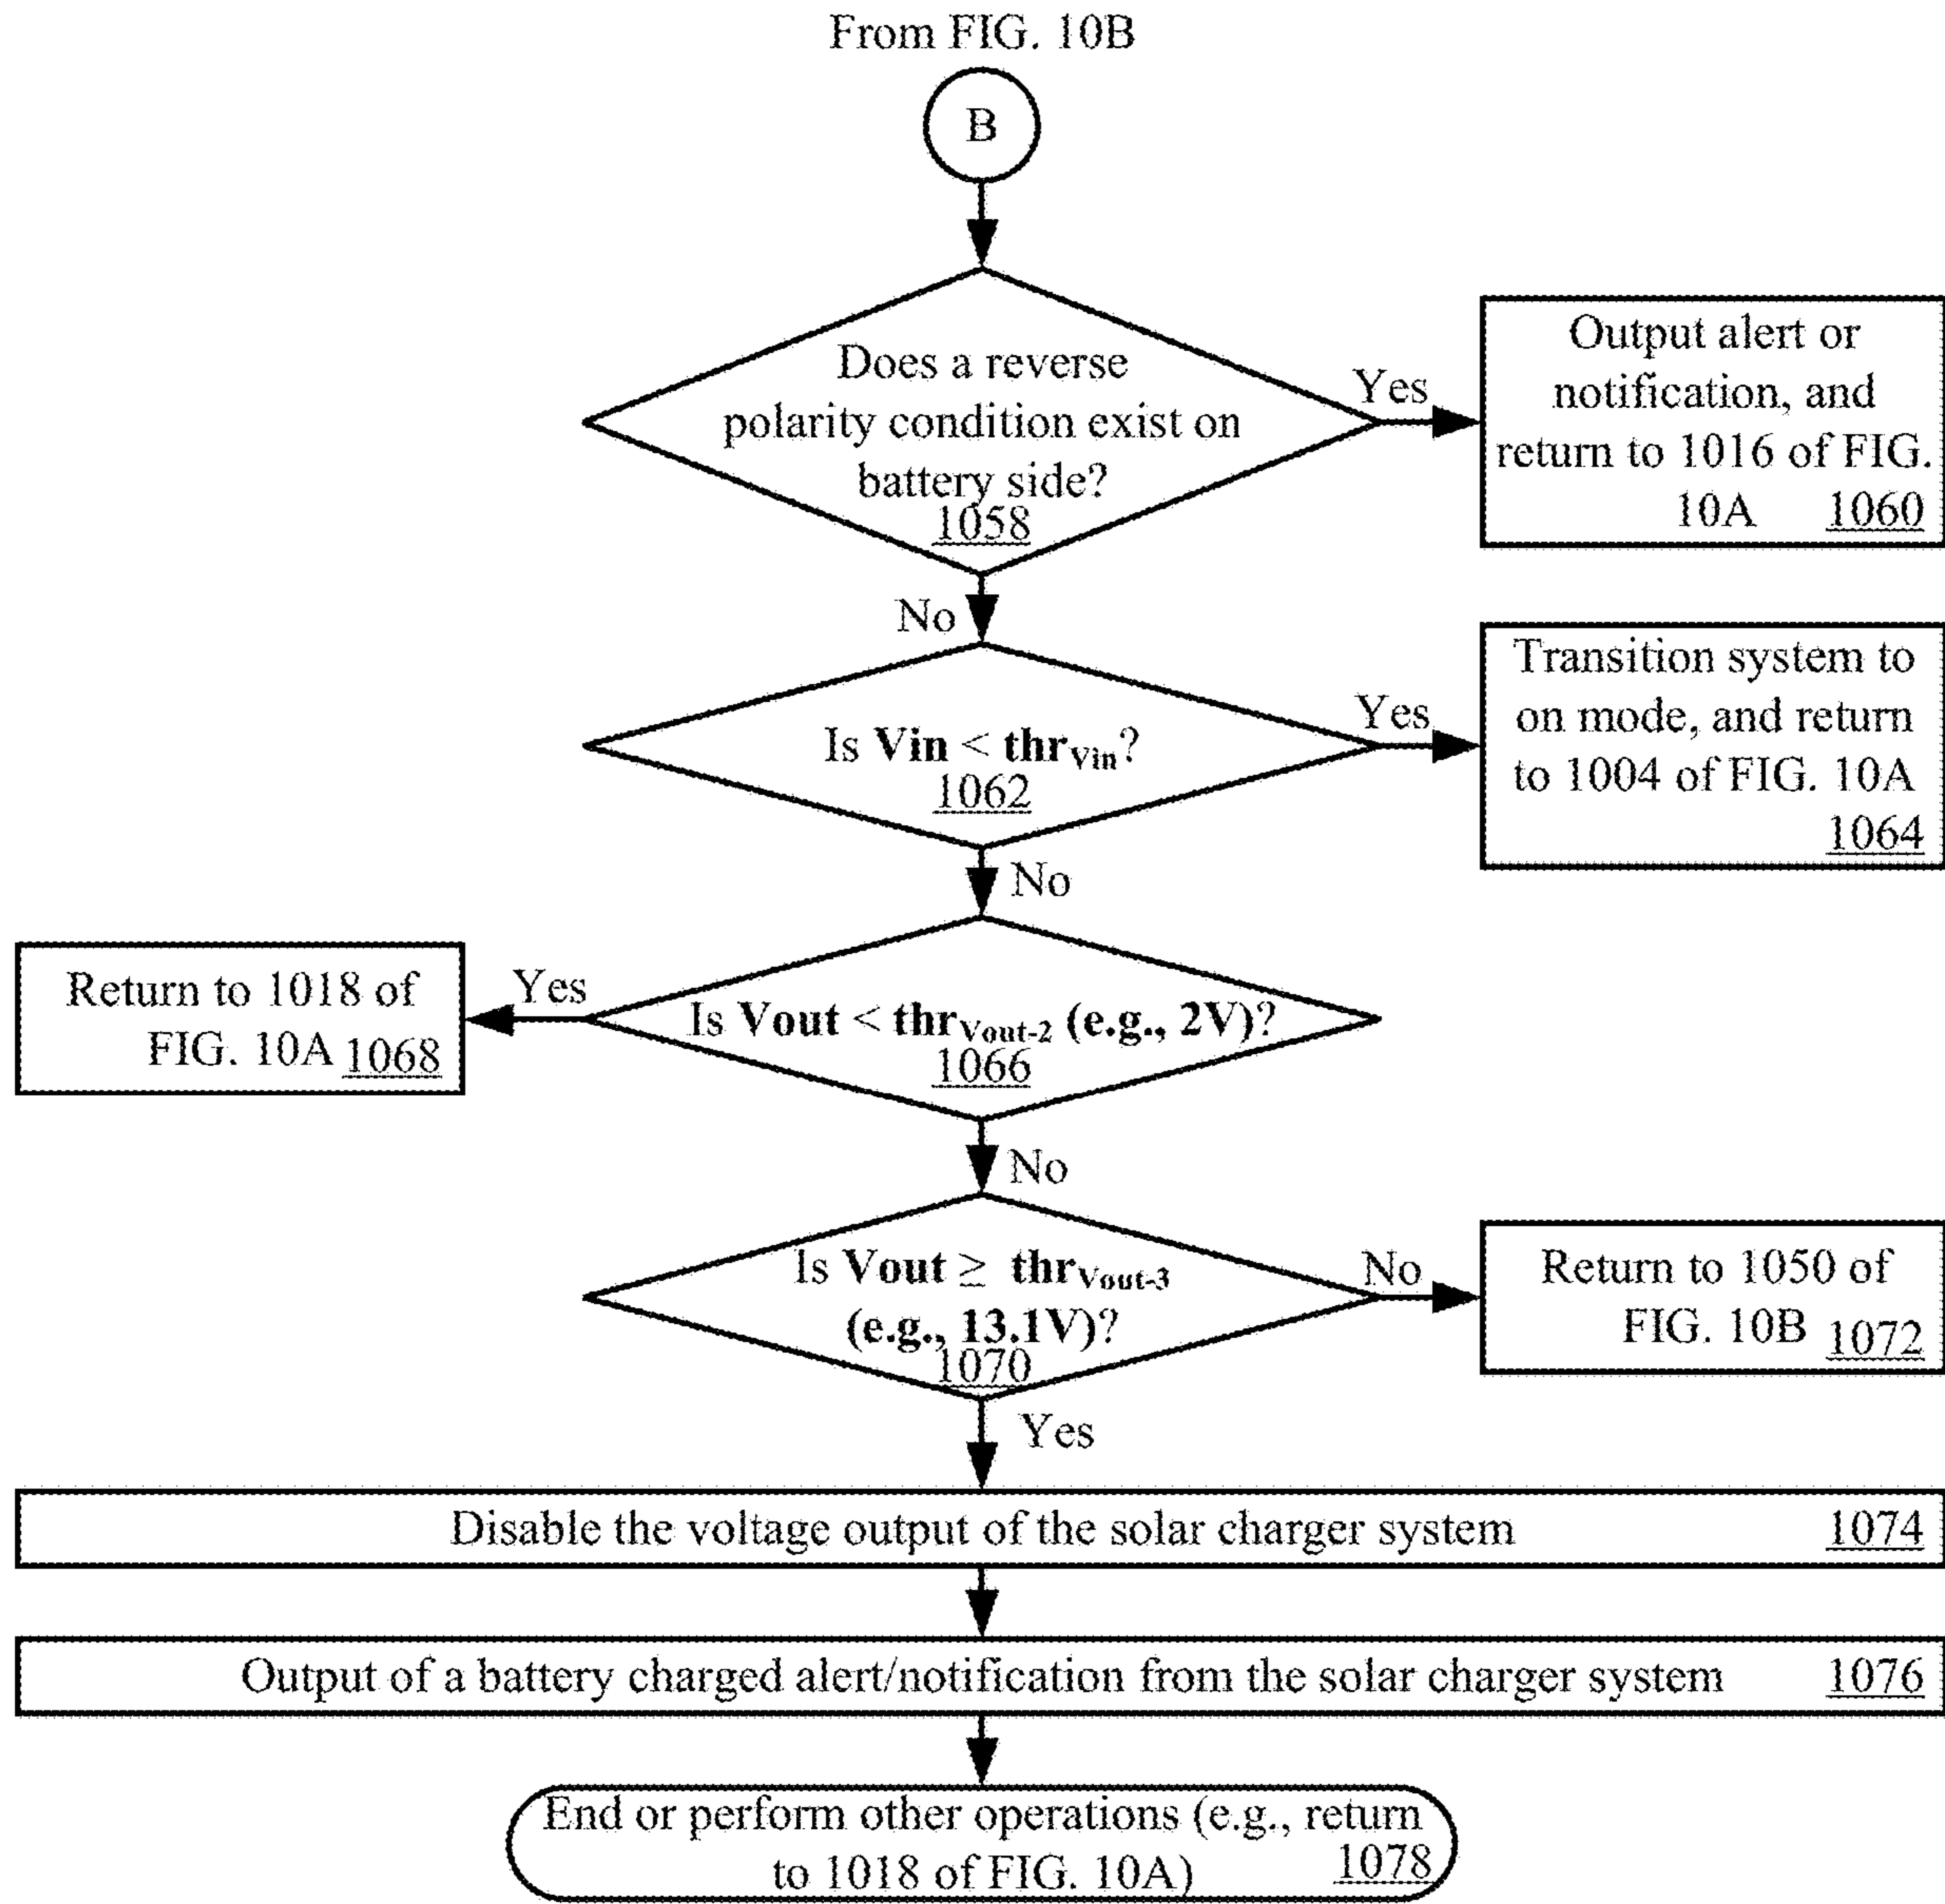 From FIG. 10B
B
Does a reverse
polarity condition exist on
battery side?
1058
Yes
Output alert or
notification, and
return to 1016 of FIG.
10A 1060
No
Is Vin < thrVin?
1062
Yes
Transition system to
on mode, and return
to 1004 of FIG. 10A
1064
No
Is Vout < thrVout-2 (e.g., 2V)?
1066
Yes
Return to 1018 of
FIG. 10A 1068
No
Is Vout ≥ thrVout-3
(e.g., 13.1V)?
1070
No
Return to 1050 of
FIG. 10B 1072
Yes
Disable the voltage output of the solar charger system 1074
Output of a battery charged alert/notification from the solar charger system 1076
End or perform other operations (e.g., return
to 1018 of FIG. 10A) 1078